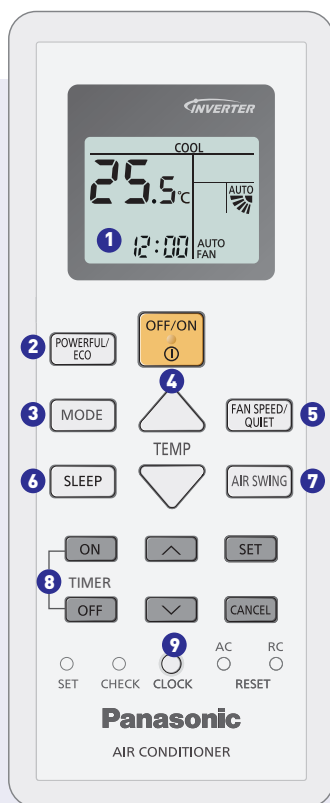 INVERTER
COOL
25.5°C
AUTO
1 12:00 AUTO FAN
2 POWERFUL/ECO
OFF/ON
3 MODE
4
FAN SPEED/QUIET 5
TEMP
6 SLEEP
AIR SWING 7
ON
SET
8 TIMER
OFF
CANCEL
9
AC RC
SET CHECK CLOCK RESET
Panasonic
AIR CONDITIONER